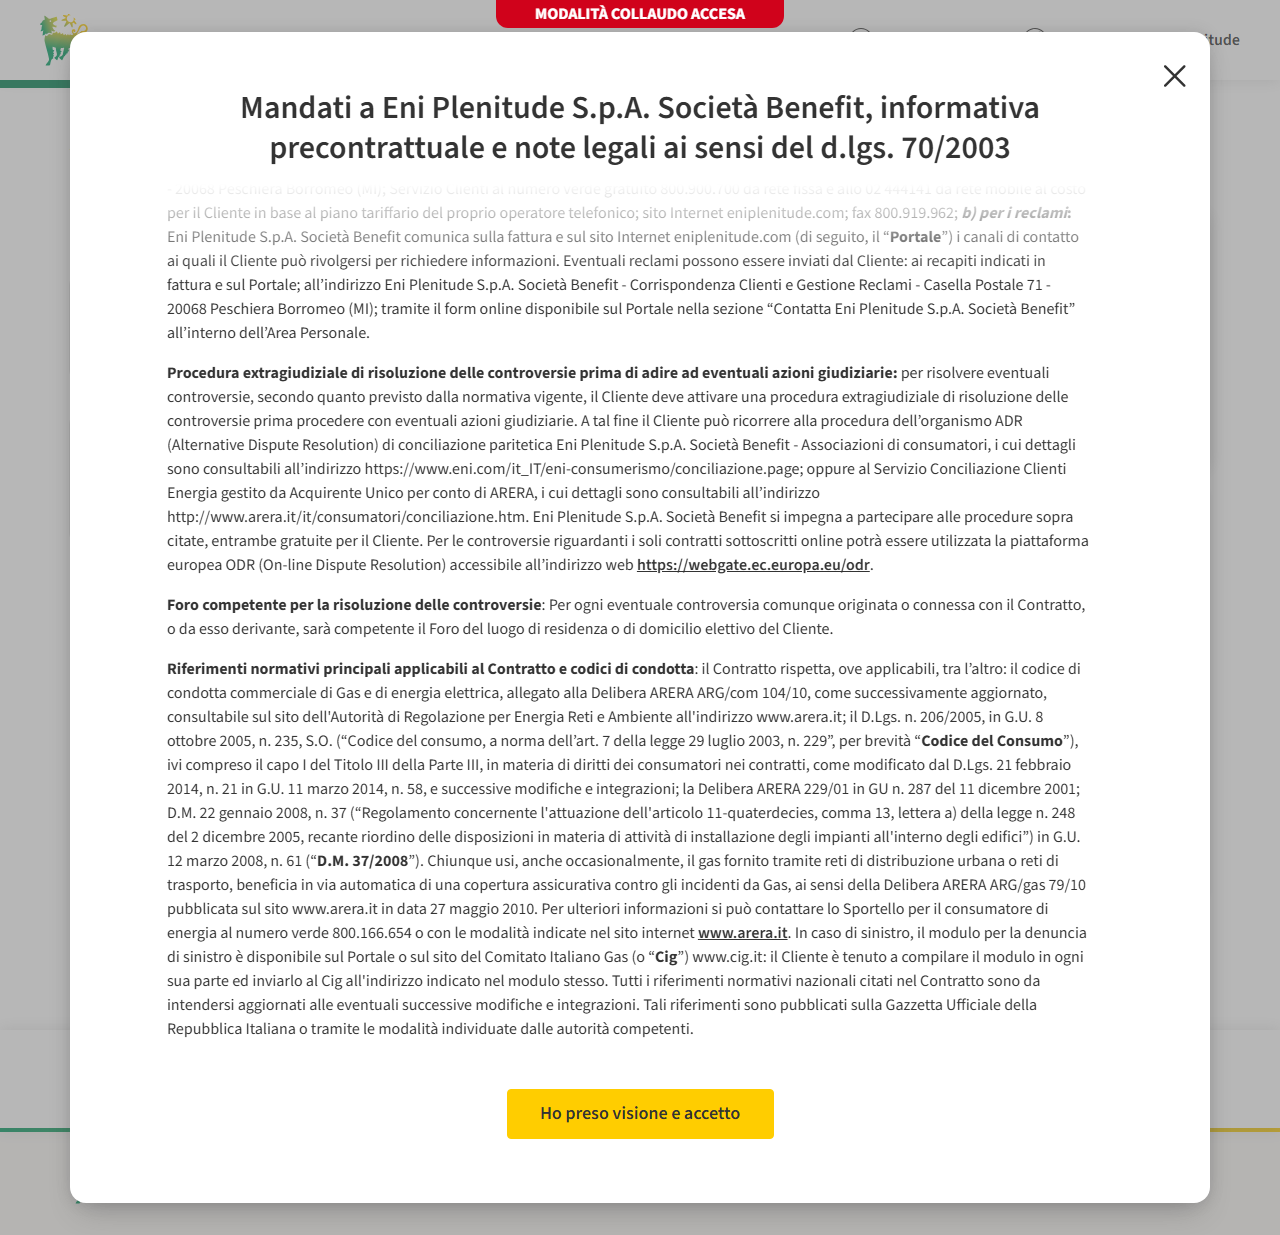 MODALITÀ COLLAUDO ACCESA
itude
Mandati a Eni Plenitude S.p.A. Società Benefit, informativa
precontrattuale e note legali ai sensi del d.lgs. 70/2003
- 20068 Peschiera Borromeo (MI); Servizio Clienti al numero verde gratuito 800.900.700 da rete fissa e allo 02 444141 da rete mobile al costo
per il Cliente in base al piano tariffario del proprio operatore telefonico; sito Internet eniplenitude.com; fax 800.919.962; b) per i reclami:
Eni Plenitude S.p.A. Società Benefit comunica sulla fattura e sul sito Internet eniplenitude.com (di seguito, il “Portale”) i canali di contatto
ai quali il Cliente può rivolgersi per richiedere informazioni. Eventuali reclami possono essere inviati dal Cliente: ai recapiti indicati in
fattura e sul Portale; all’indirizzo Eni Plenitude S.p.A. Società Benefit - Corrispondenza Clienti e Gestione Reclami - Casella Postale 71 -
20068 Peschiera Borromeo (MI); tramite il form online disponibile sul Portale nella sezione “Contatta Eni Plenitude S.p.A. Società Benefit”
all’interno dell’Area Personale.
Procedura extragiudiziale di risoluzione delle controversie prima di adire ad eventuali azioni giudiziarie: per risolvere eventuali
controversie, secondo quanto previsto dalla normativa vigente, il Cliente deve attivare una procedura extragiudiziale di risoluzione delle
controversie prima procedere con eventuali azioni giudiziarie. A tal fine il Cliente può ricorrere alla procedura dell’organismo ADR
(Alternative Dispute Resolution) di conciliazione paritetica Eni Plenitude S.p.A. Società Benefit - Associazioni di consumatori, i cui dettagli
sono consultabili all’indirizzo https://www.eni.com/it_IT/eni-consumerismo/conciliazione.page; oppure al Servizio Conciliazione Clienti
Energia gestito da Acquirente Unico per conto di ARERA, i cui dettagli sono consultabili all’indirizzo
http://www.arera.it/it/consumatori/conciliazione.htm. Eni Plenitude S.p.A. Società Benefit si impegna a partecipare alle procedure sopra
citate, entrambe gratuite per il Cliente. Per le controversie riguardanti i soli contratti sottoscritti online potrà essere utilizzata la piattaforma
europea ODR (On-line Dispute Resolution) accessibile all’indirizzo web https://webgate.ec.europa.eu/odr.
Foro competente per la risoluzione delle controversie: Per ogni eventuale controversia comunque originata o connessa con il Contratto,
o da esso derivante, sarà competente il Foro del luogo di residenza o di domicilio elettivo del Cliente.
Riferimenti normativi principali applicabili al Contratto e codici di condotta: il Contratto rispetta, ove applicabili, tra l’altro: il codice di
condotta commerciale di Gas e di energia elettrica, allegato alla Delibera ARERA ARG/com 104/10, come successivamente aggiornato,
consultabile sul sito dell'Autorità di Regolazione per Energia Reti e Ambiente all'indirizzo www.arera.it; il D.Lgs. n. 206/2005, in G.U. 8
ottobre 2005, n. 235, S.O. (“Codice del consumo, a norma dell’art. 7 della legge 29 luglio 2003, n. 229”, per brevità “Codice del Consumo”),
ivi compreso il capo I del Titolo III della Parte III, in materia di diritti dei consumatori nei contratti, come modificato dal D.Lgs. 21 febbraio
2014, n. 21 in G.U. 11 marzo 2014, n. 58, e successive modifiche e integrazioni; la Delibera ARERA 229/01 in GU n. 287 del 11 dicembre 2001;
D.M. 22 gennaio 2008, n. 37 (“Regolamento concernente l'attuazione dell'articolo 11-quaterdecies, comma 13, lettera a) della legge n. 248
del 2 dicembre 2005, recante riordino delle disposizioni in materia di attività di installazione degli impianti all'interno degli edifici”) in G.U.
12 marzo 2008, n. 61 (“D.M. 37/2008”). Chiunque usi, anche occasionalmente, il gas fornito tramite reti di distribuzione urbana o reti di
trasporto, beneficia in via automatica di una copertura assicurativa contro gli incidenti da Gas, ai sensi della Delibera ARERA ARG/gas 79/10
pubblicata sul sito www.arera.it in data 27 maggio 2010. Per ulteriori informazioni si può contattare lo Sportello per il consumatore di
energia al numero verde 800.166.654 o con le modalità indicate nel sito internet www.arera.it. In caso di sinistro, il modulo per la denuncia
di sinistro è disponibile sul Portale o sul sito del Comitato Italiano Gas (o “Cig”) www.cig.it: il Cliente è tenuto a compilare il modulo in ogni
sua parte ed inviarlo al Cig all'indirizzo indicato nel modulo stesso. Tutti i riferimenti normativi nazionali citati nel Contratto sono da
intendersi aggiornati alle eventuali successive modifiche e integrazioni. Tali riferimenti sono pubblicati sulla Gazzetta Ufficiale della
Repubblica Italiana o tramite le modalità individuate dalle autorità competenti.
Ho preso visione e accetto